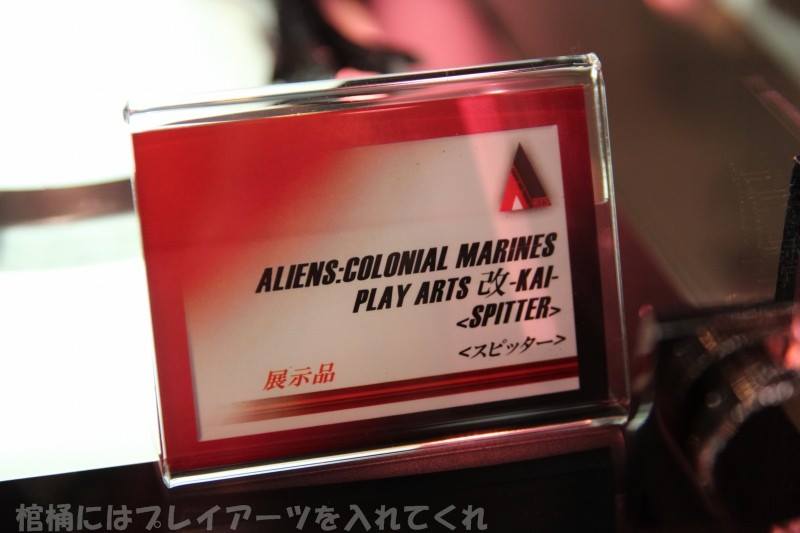 ALIENS:COLONIAL MARINES
PLAY ARTS 改 -KAI-
<SPITTER>
<スピッター>
展示品
棺桶にはプレイアーツを入れてくれ